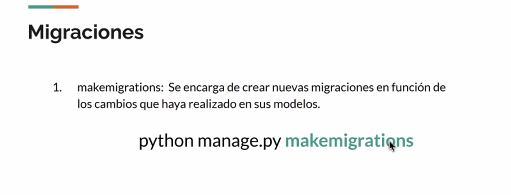 Migraciones
1. makemigrations: Se encarga de crear nuevas migraciones en función de
los cambios que haya realizado en sus modelos.
python manage.py makemigrations